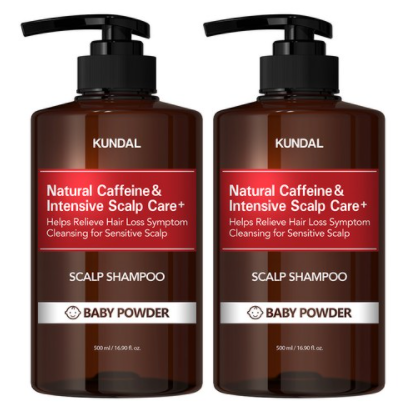 KUNDAL
Natural Caffeine &
Intensive Scalp Care+
Helps Relieve Hair Loss Symptom
Cleansing for Sensitive Scalp
SCALP SHAMPOO
BABY POWDER
500 ml / 16.90 fl. oz.
KUNDAL
Natural Caffeine &
Intensive Scalp Care+
Helps Relieve Hair Loss Symptom
Cleansing for Sensitive Scalp
SCALP SHAMPOO
BABY POWDER
500 ml / 16.90 fl. oz.